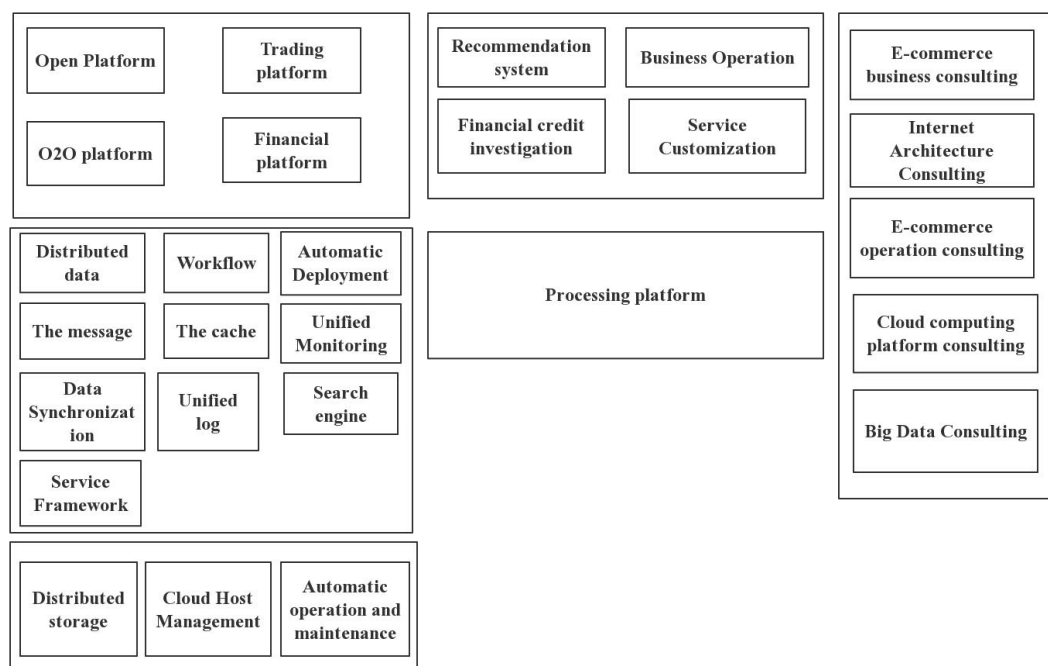 Open Platform
Trading
platform
O2O platform
Financial
platform
Recommendation
system
Business Operation
Financial credit
investigation
Service
Customization
E-commerce
business consulting
Internet
Architecture
Consulting
E-commerce
operation consulting
Cloud computing
platform consulting
Big Data Consulting
Distributed
data
Workflow
Automatic
Deployment
The message
The cache
Unified
Monitoring
Data
Synchronizat
ion
Unified
log
Search
engine
Service
Framework
Processing platform
Distributed
storage
Cloud Host
Management
Automatic
operation and
maintenance